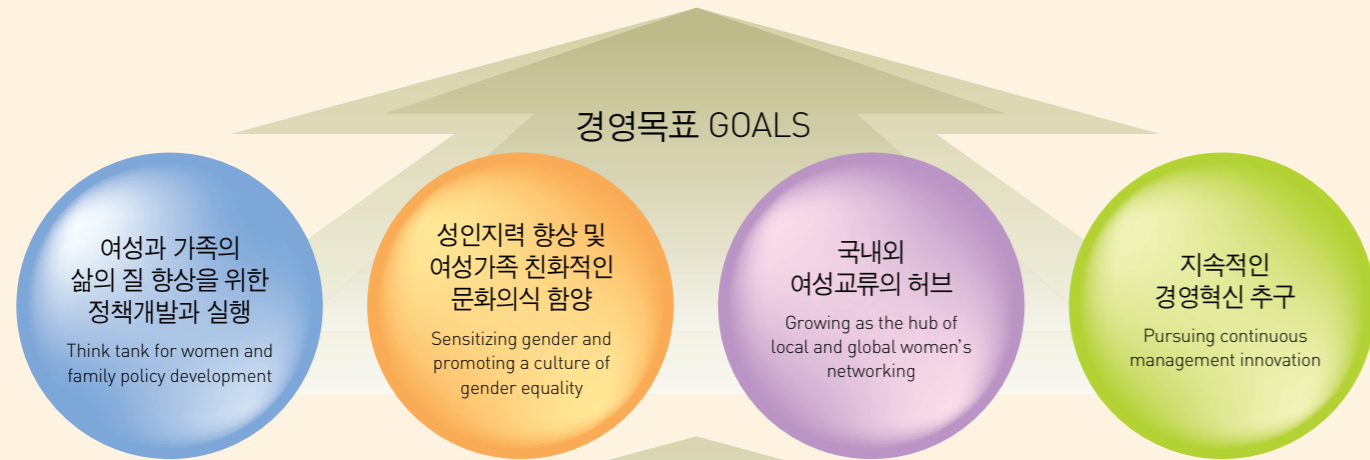 경영목표 GOALS
여성과 가족의
삶의 질 향상을 위한
정책개발과 실행
Think tank for women and
family policy development
성인지력 향상 및
여성가족 친화적인
문화의식 함양
Sensitizing gender and
promoting a culture of
gender equality
국내외
여성교류의 허브
Growing as the hub of
local and global women's
networking
지속적인
경영혁신 추구
Pursuing continuous
management innovation